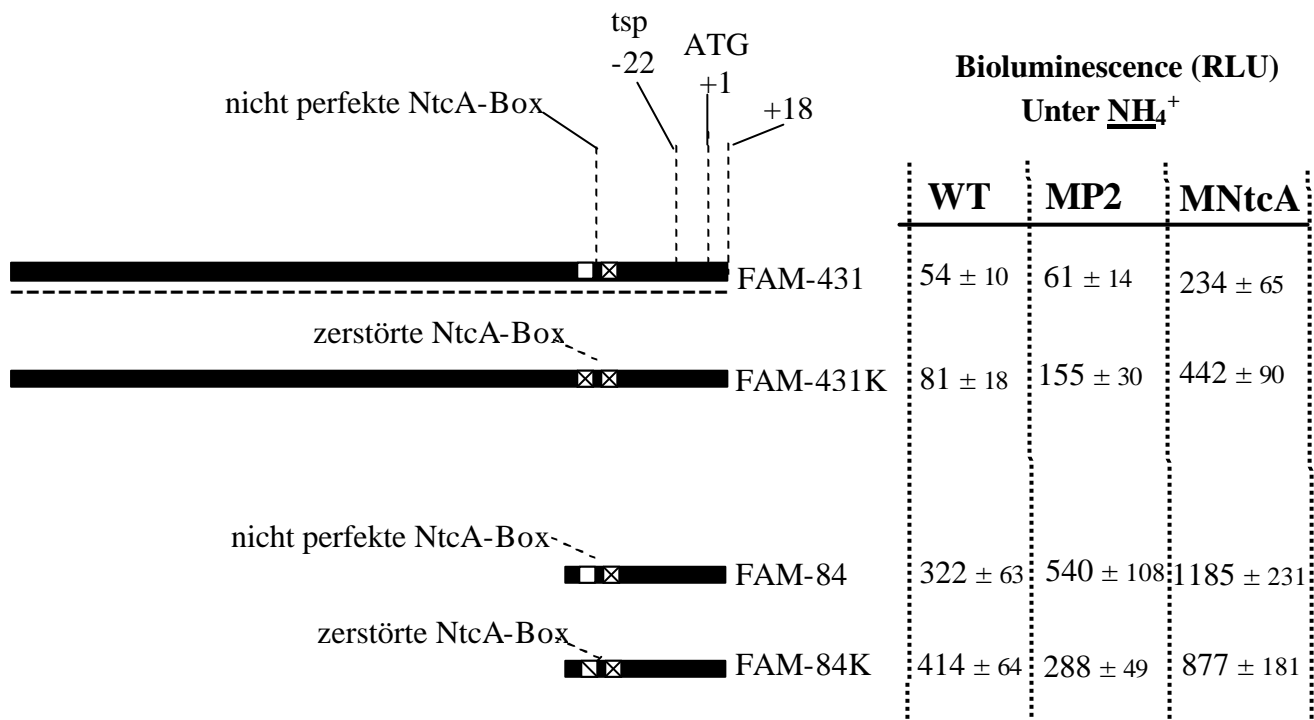 tsp
-22
ATG
+1
+18
nicht perfekte NtcA-Box
Bioluminescence (RLU)
Unter NH₄⁺
WT MP2 MNtcA
FAM-431 54 ± 10 61 ± 14 234 ± 65
zerstörte NtcA-Box
FAM-431K 81 ± 18 155 ± 30 442 ± 90
nicht perfekte NtcA-Box
FAM-84 322 ± 63 540 ± 108 1185 ± 231
zerstörte NtcA-Box
FAM-84K 414 ± 64 288 ± 49 877 ± 181